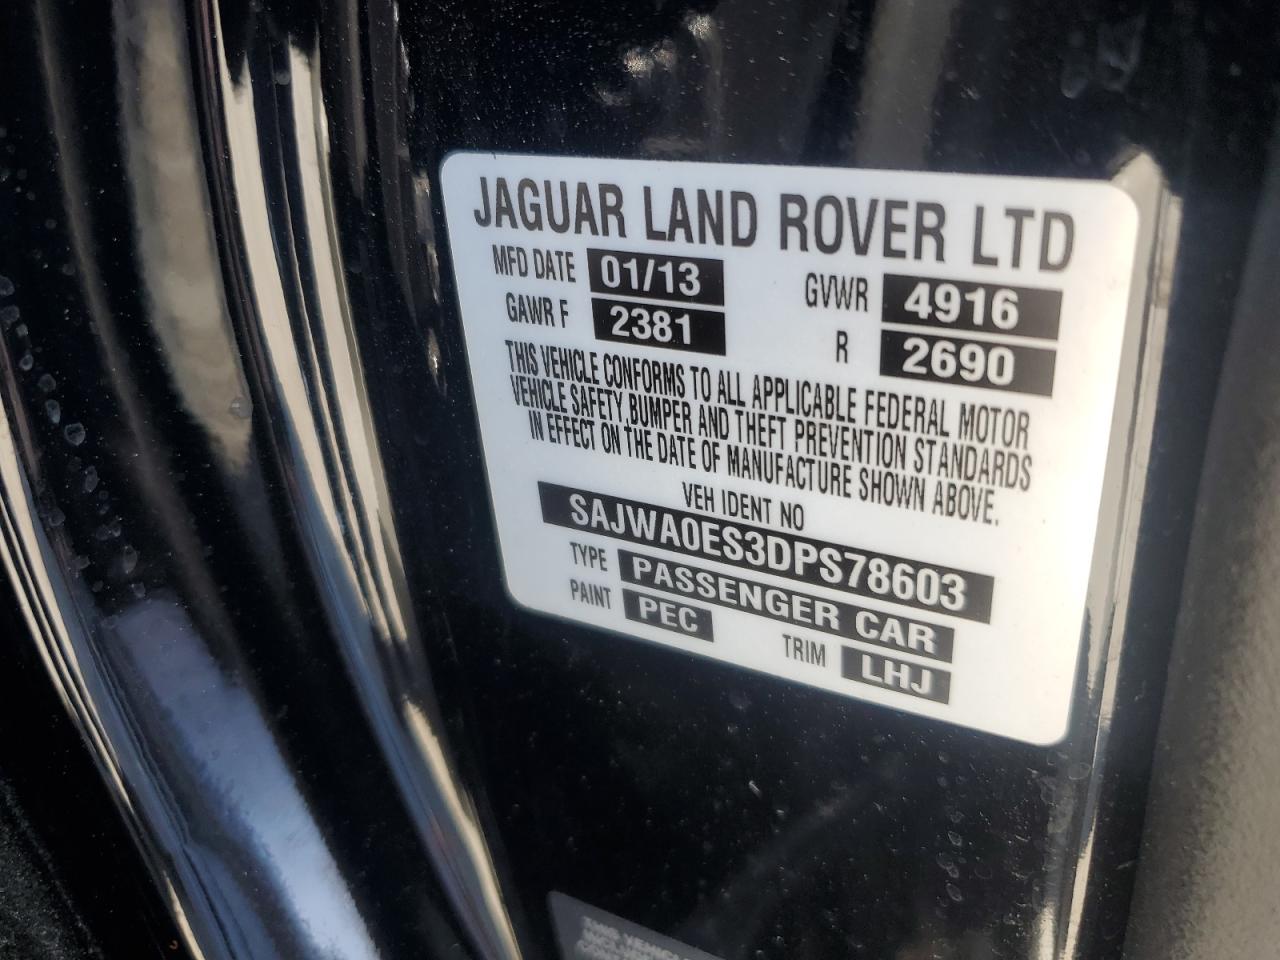 JAGUAR LAND ROVER LTD
MFD DATE 01/13 GVWR 4916
GAWR F 2381 R 2690
THIS VEHICLE CONFORMS TO ALL APPLICABLE FEDERAL MOTOR
VEHICLE SAFETY, BUMPER AND THEFT PREVENTION STANDARDS
IN EFFECT ON THE DATE OF MANUFACTURE SHOWN ABOVE.
VEH IDENT NO
SAJWA0ES3DPS78603
TYPE PASSENGER CAR
PAINT PEC TRIM LHJ